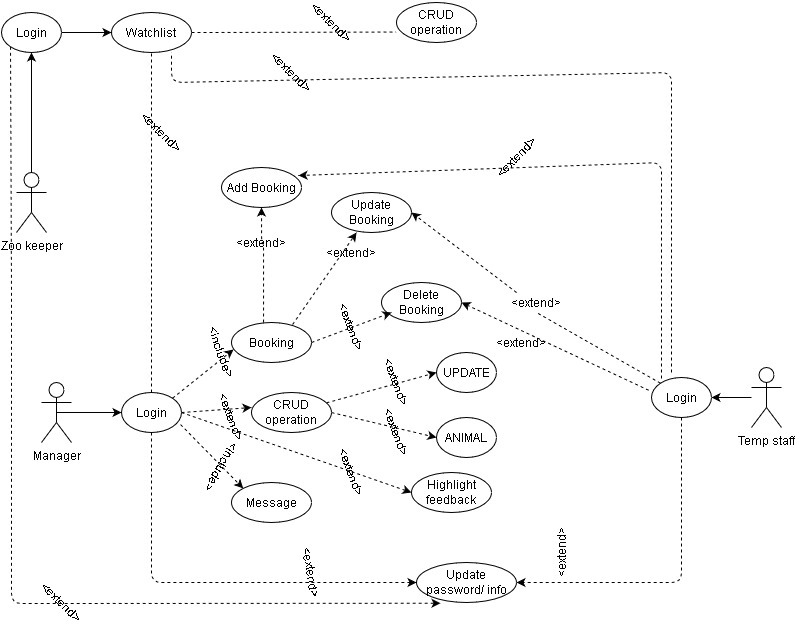 CRUD
operation
<extend>
Login
Watchlist
<extend>
<extend>
<extend>
Add Booking
Update
Booking
Zoo keeper
<extend>
<extend>
Delete
Booking
<extend>
<extend>
Booking
<extend>
<include>
UPDATE
<extend>
Login
Temp staff
Manager
Login
<extend>
CRUD
operation
<extend>
ANIMAL
<include>
<extend>
Highlight
feedback
Message
<extend>
<extend>
Update
password/ info
<extend>